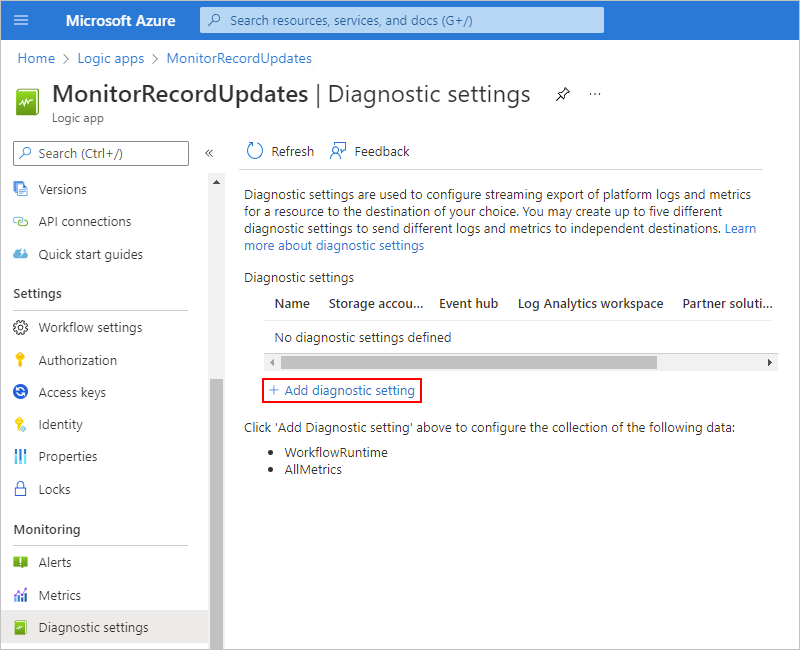 Microsoft Azure
Search resources, services, and docs (G+/)
Home > Logic apps > MonitorRecordUpdates
MonitorRecordUpdates | Diagnostic settings
...
Logic app
Search (Ctrl+/)
«
Versions
API connections
Quick start guides
Settings
Workflow settings
Authorization
Access keys
Identity
Properties
Locks
Monitoring
Alerts
Metrics
Diagnostic settings
Refresh
Feedback
Diagnostic settings are used to configure streaming export of platform logs and metrics
for a resource to the destination of your choice. You may create up to five different
diagnostic settings to send different logs and metrics to independent destinations. Learn
more about diagnostic settings
Diagnostic settings
Name Storage accou... Event hub Log Analytics workspace Partner soluti...
No diagnostic settings defined
+ Add diagnostic setting
Click 'Add Diagnostic setting' above to configure the collection of the following data:
• WorkflowRuntime
• AllMetrics